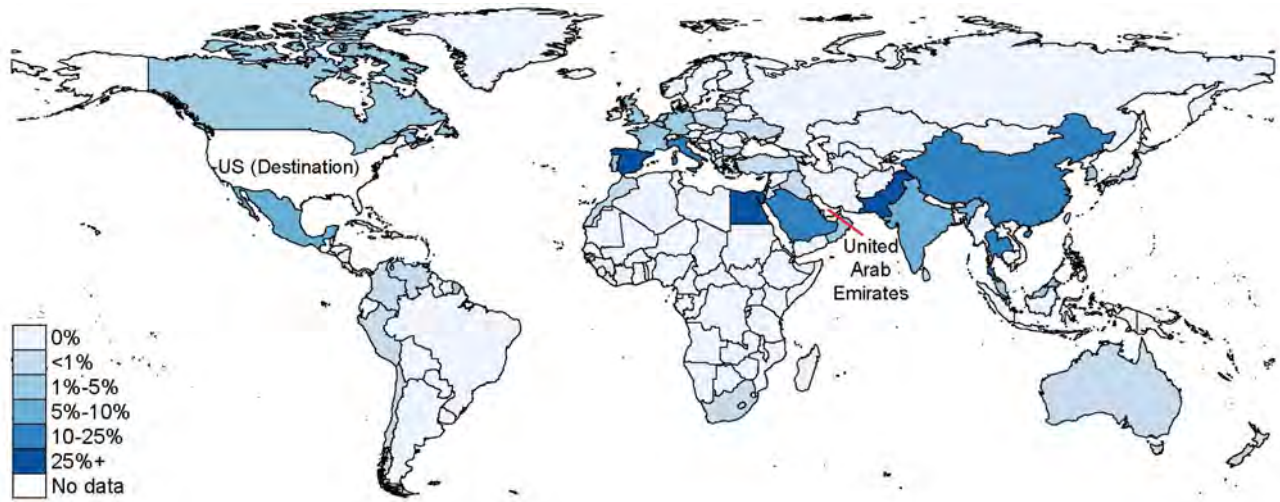 US (Destination)
United
Arab
Emirates
0%
<1%
1%-5%
5%-10%
10-25%
25%+
No data